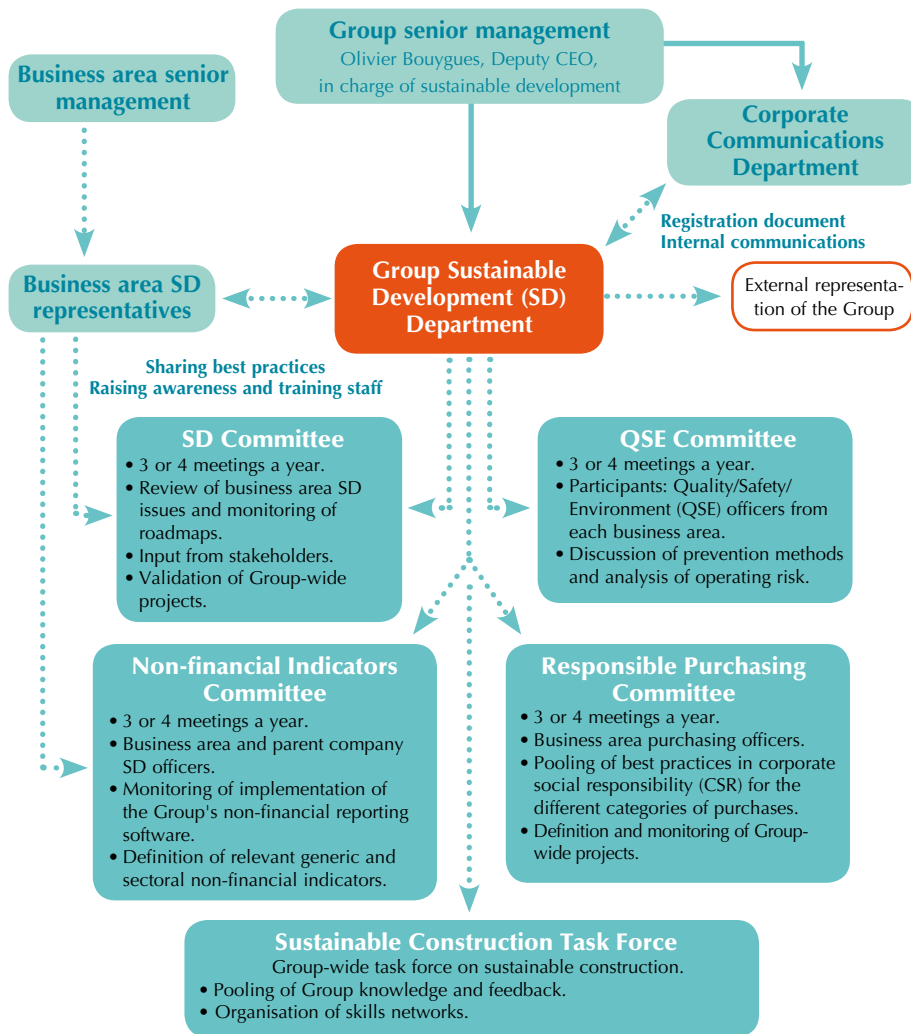 Group senior management
Olivier Bouygues, Deputy CEO,
in charge of sustainable development
Business area senior
management
Corporate
Communications
Department
Registration document
Internal communications
Business area SD
representatives
Group Sustainable
Development (SD)
Department
External representa-
tion of the Group
Sharing best practices
Raising awareness and training staff
SD Committee
• 3 or 4 meetings a year.
• Review of business area SD
issues and monitoring of
roadmaps.
• Input from stakeholders.
• Validation of Group-wide
projects.
QSE Committee
• 3 or 4 meetings a year.
• Participants: Quality/Safety/
Environment (QSE) officers from
each business area.
• Discussion of prevention methods
and analysis of operating risk.
Non-financial Indicators
Committee
• 3 or 4 meetings a year.
• Business area and parent company
SD officers.
• Monitoring of implementation of
the Group's non-financial reporting
software.
• Definition of relevant generic and
sectoral non-financial indicators.
Responsible Purchasing
Committee
• 3 or 4 meetings a year.
• Business area purchasing officers.
• Pooling of best practices in corporate
social responsibility (CSR) for the
different categories of purchases.
• Definition and monitoring of Group-
wide projects.
Sustainable Construction Task Force
Group-wide task force on sustainable construction.
• Pooling of Group knowledge and feedback.
• Organisation of skills networks.